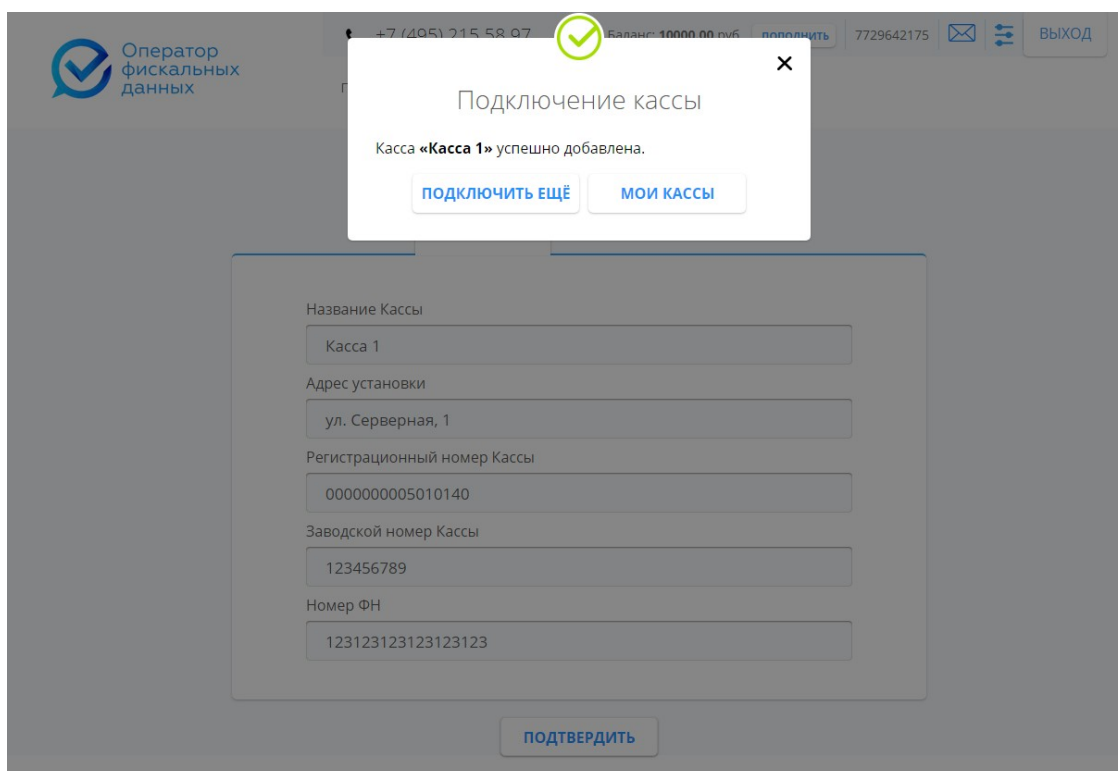 Оператор
фискальных
данных
+7 (495) 215 58 97
Баланс: 10000.00 руб
пополнить
7729642175
ВЫХОД
Подключение кассы
Касса «Касса 1» успешно добавлена.
ПОДКЛЮЧИТЬ ЕЩЁ
МОИ КАССЫ
Название Кассы
Касса 1
Адрес установки
ул. Серверная, 1
Регистрационный номер Кассы
0000000005010140
Заводской номер Кассы
123456789
Номер ФН
123123123123123123
ПОДТВЕРДИТЬ